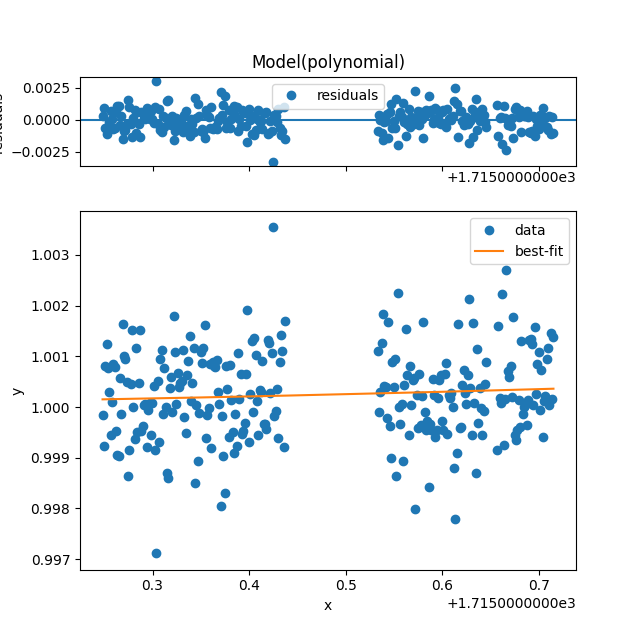 Model(polynomial)
0.0025
0.0000
−0.0025
residuals
+1.7150000000e3
1.003
1.002
1.001
1.000
0.999
0.998
0.997
y
data
best-fit
0.3 0.4 0.5 0.6 0.7
x
+1.7150000000e3